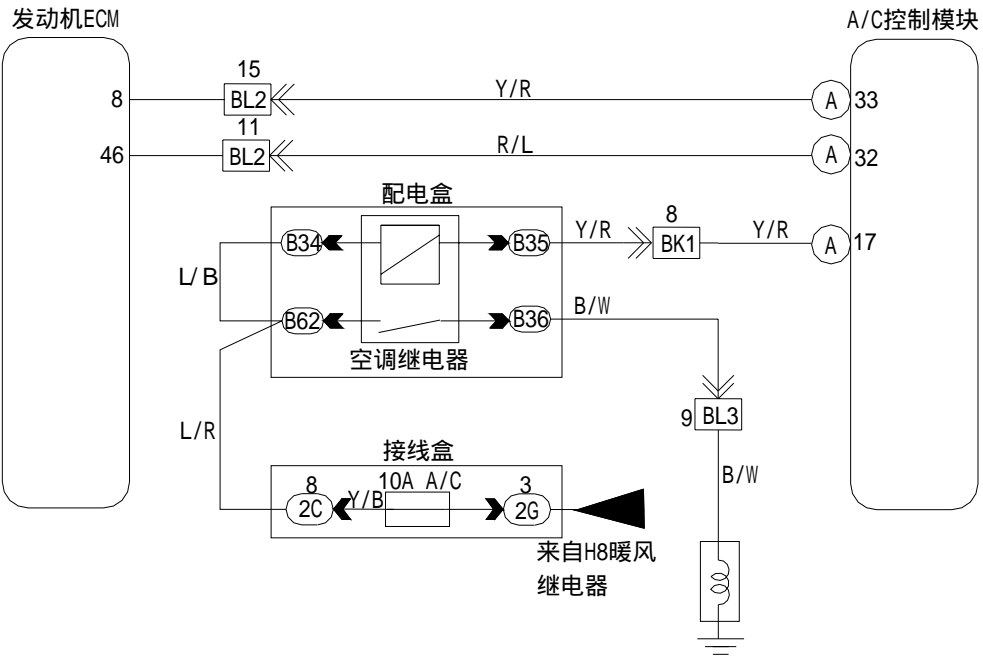 发动机ECM
A/C控制模块
8
15
BL2
Y/R
A
33
46
11
BL2
R/L
A
32
配电盒
B34
B35
Y/R
8
BK1
Y/R
A
17
L/B
B62
B36
B/W
空调继电器
L/R
9
BL3
接线盒
B/W
8
2C
Y/B
10A A/C
3
2G
来自H8暖风
继电器